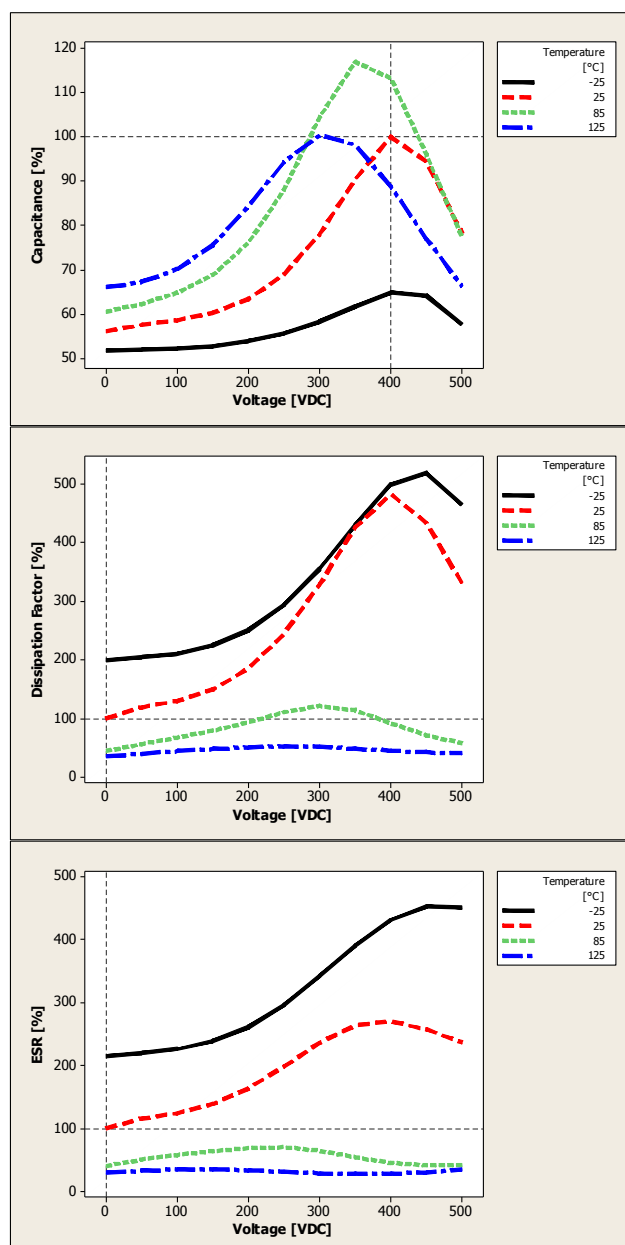 Temperature
[°C]
-25
25
85
125
120
110
100
90
80
70
60
50
Capacitance [%]
0 100 200 300 400 500
Voltage [VDC]
Temperature
[°C]
-25
25
85
125
500
400
300
200
100
0
Dissipation Factor [%]
0 100 200 300 400 500
Voltage [VDC]
Temperature
[°C]
-25
25
85
125
500
400
300
200
100
0
ESR [%]
0 100 200 300 400 500
Voltage [VDC]